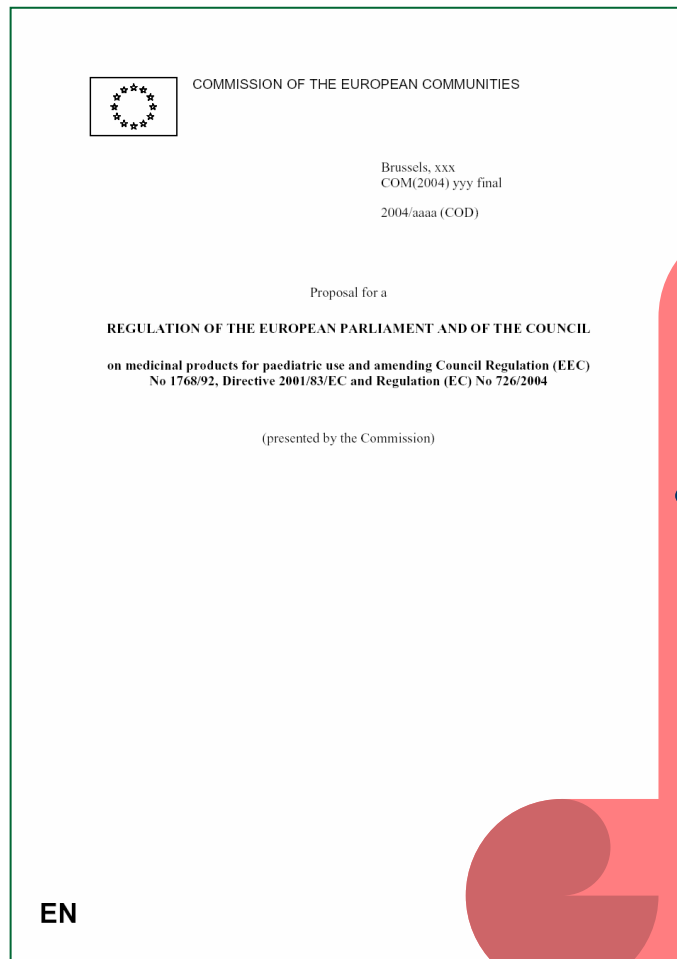 COMMISSION OF THE EUROPEAN COMMUNITIES
Brussels, xxx
COM(2004) yyy final
2004/aaaa (COD)
Proposal for a
REGULATION OF THE EUROPEAN PARLIAMENT AND OF THE COUNCIL
on medicinal products for paediatric use and amending Council Regulation (EEC)
No 1768/92, Directive 2001/83/EC and Regulation (EC) No 726/2004
(presented by the Commission)
EN